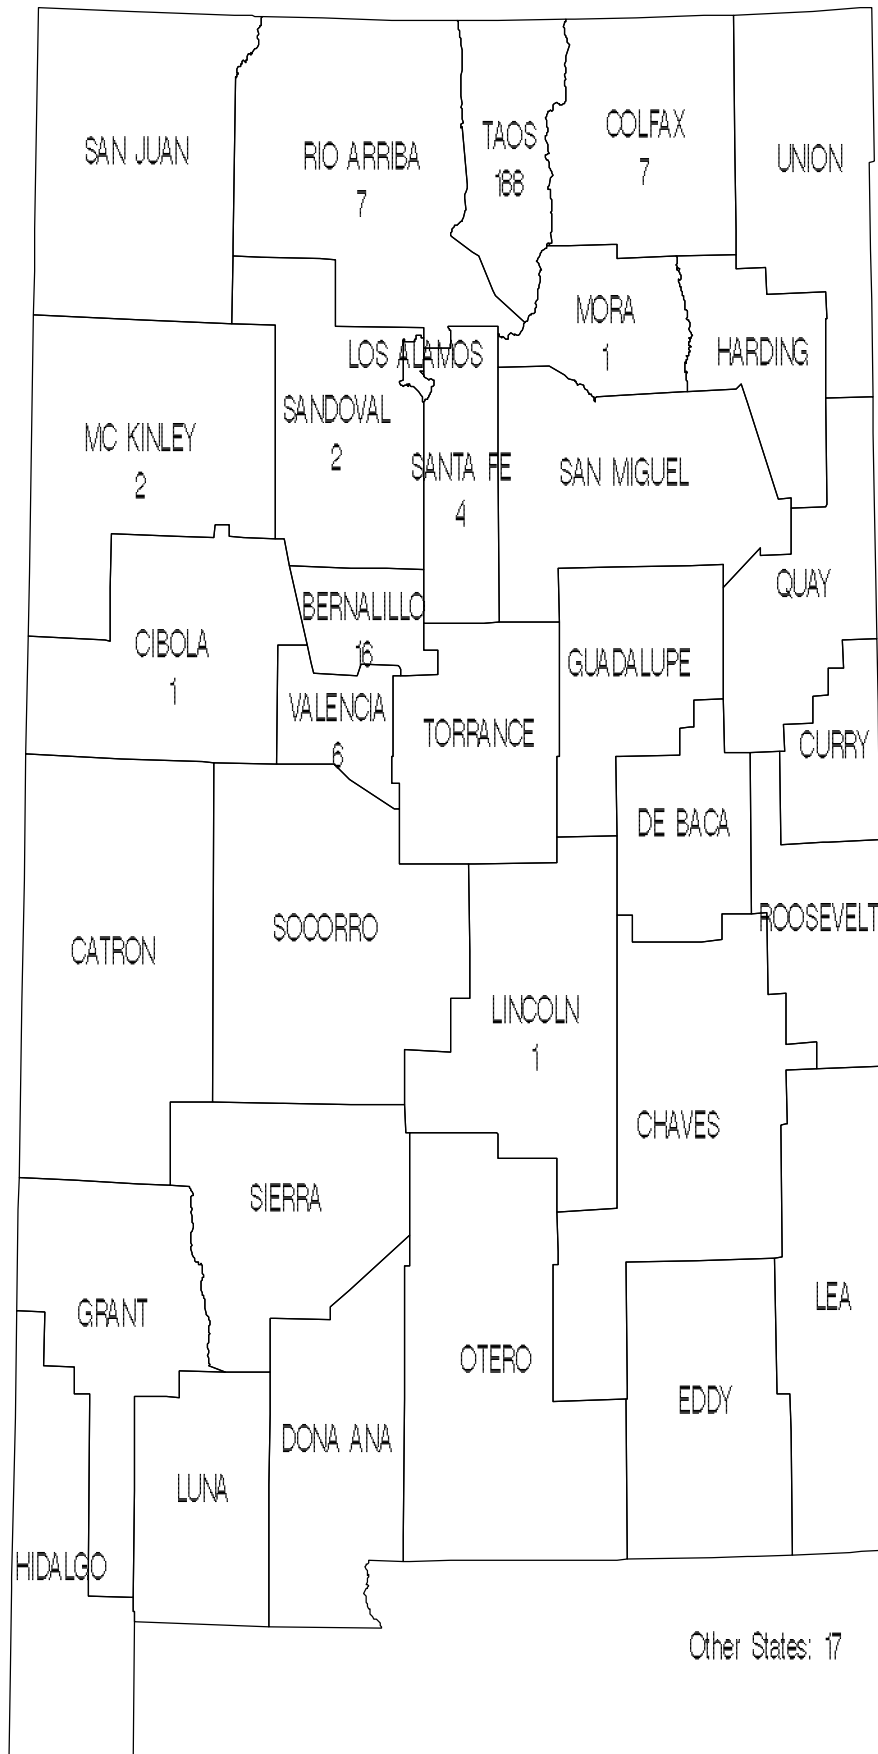 SAN JUAN
RIO ARRIBA
7
TAOS
188
COLFAX
7
UNION
MORA
1
HARDING
LOS ALAMOS
SANDOVAL
2
MC KINLEY
2
SANTA FE
4
SAN MIGUEL
QUAY
BERNALILLO
16
CIBOLA
1
GUADALUPE
VALENCIA
6
TORRANCE
CURRY
DE BACA
ROOSEVELT
SOCORRO
CATRON
LINCOLN
1
CHAVES
SIERRA
GRANT
LEA
OTERO
EDDY
DONA ANA
LUNA
HIDALGO
Other States: 17